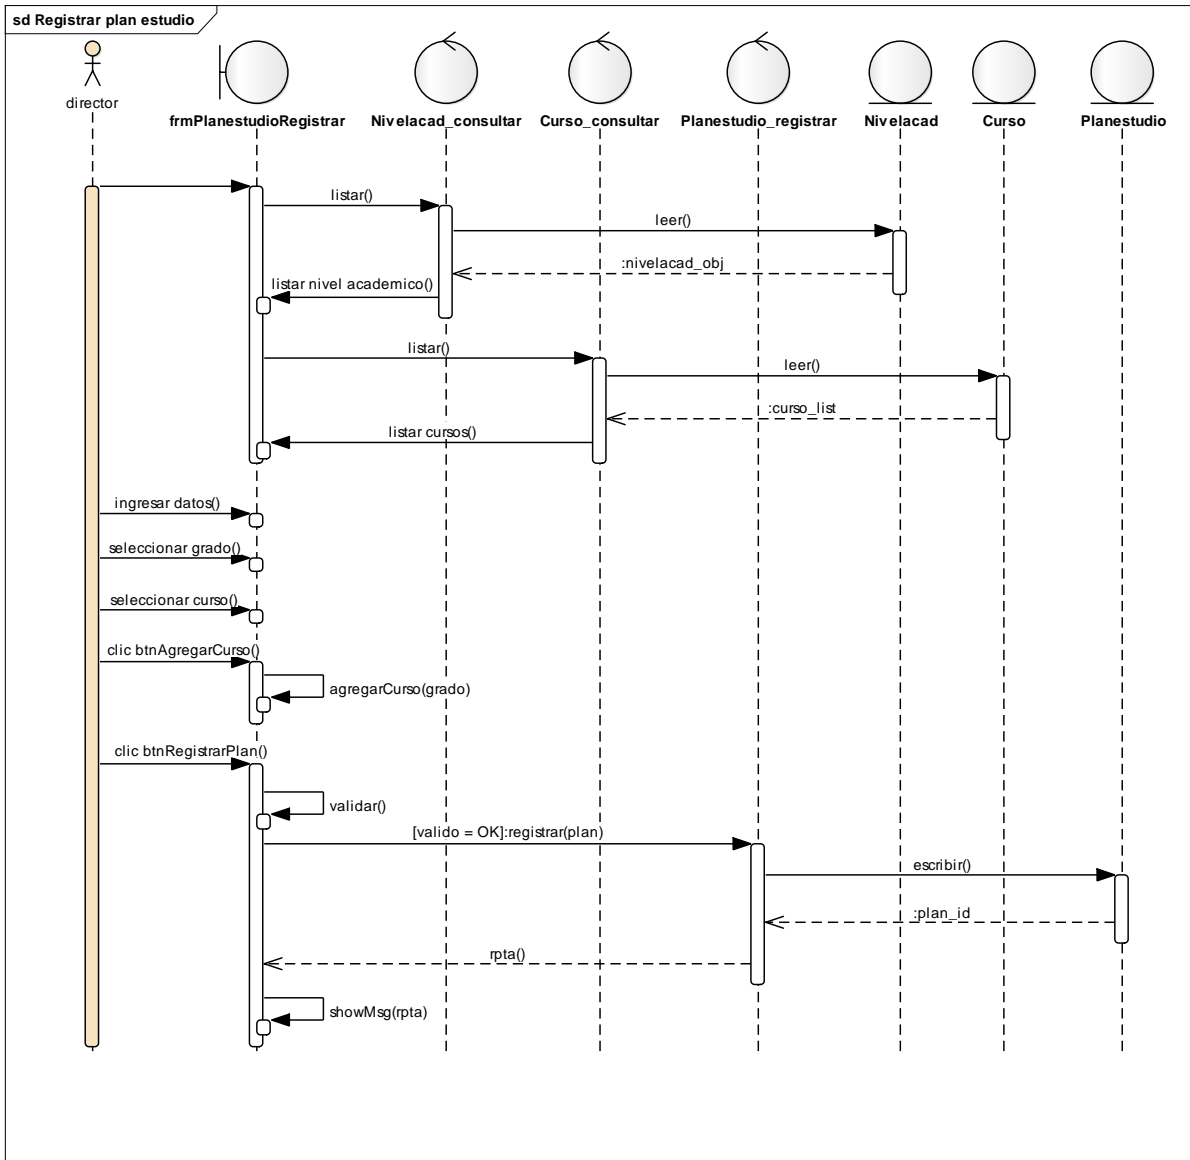 sd Registrar plan estudio
director
frmPlanestudioRegistrar
Nivelacad_consultar
Curso_consultar
Planestudio_registrar
Nivelacad
Curso
Planestudio
listar()
leer()
:nivelacad_obj
listar nivel academico()
listar()
leer()
:curso_list
listar cursos()
ingresar datos()
seleccionar grado()
seleccionar curso()
clic btnAgregarCurso()
agregarCurso(grado)
clic btnRegistrarPlan()
validar()
[valido = OK]:registrar(plan)
escribir()
:plan_id
rpta()
showMsg(rpta)